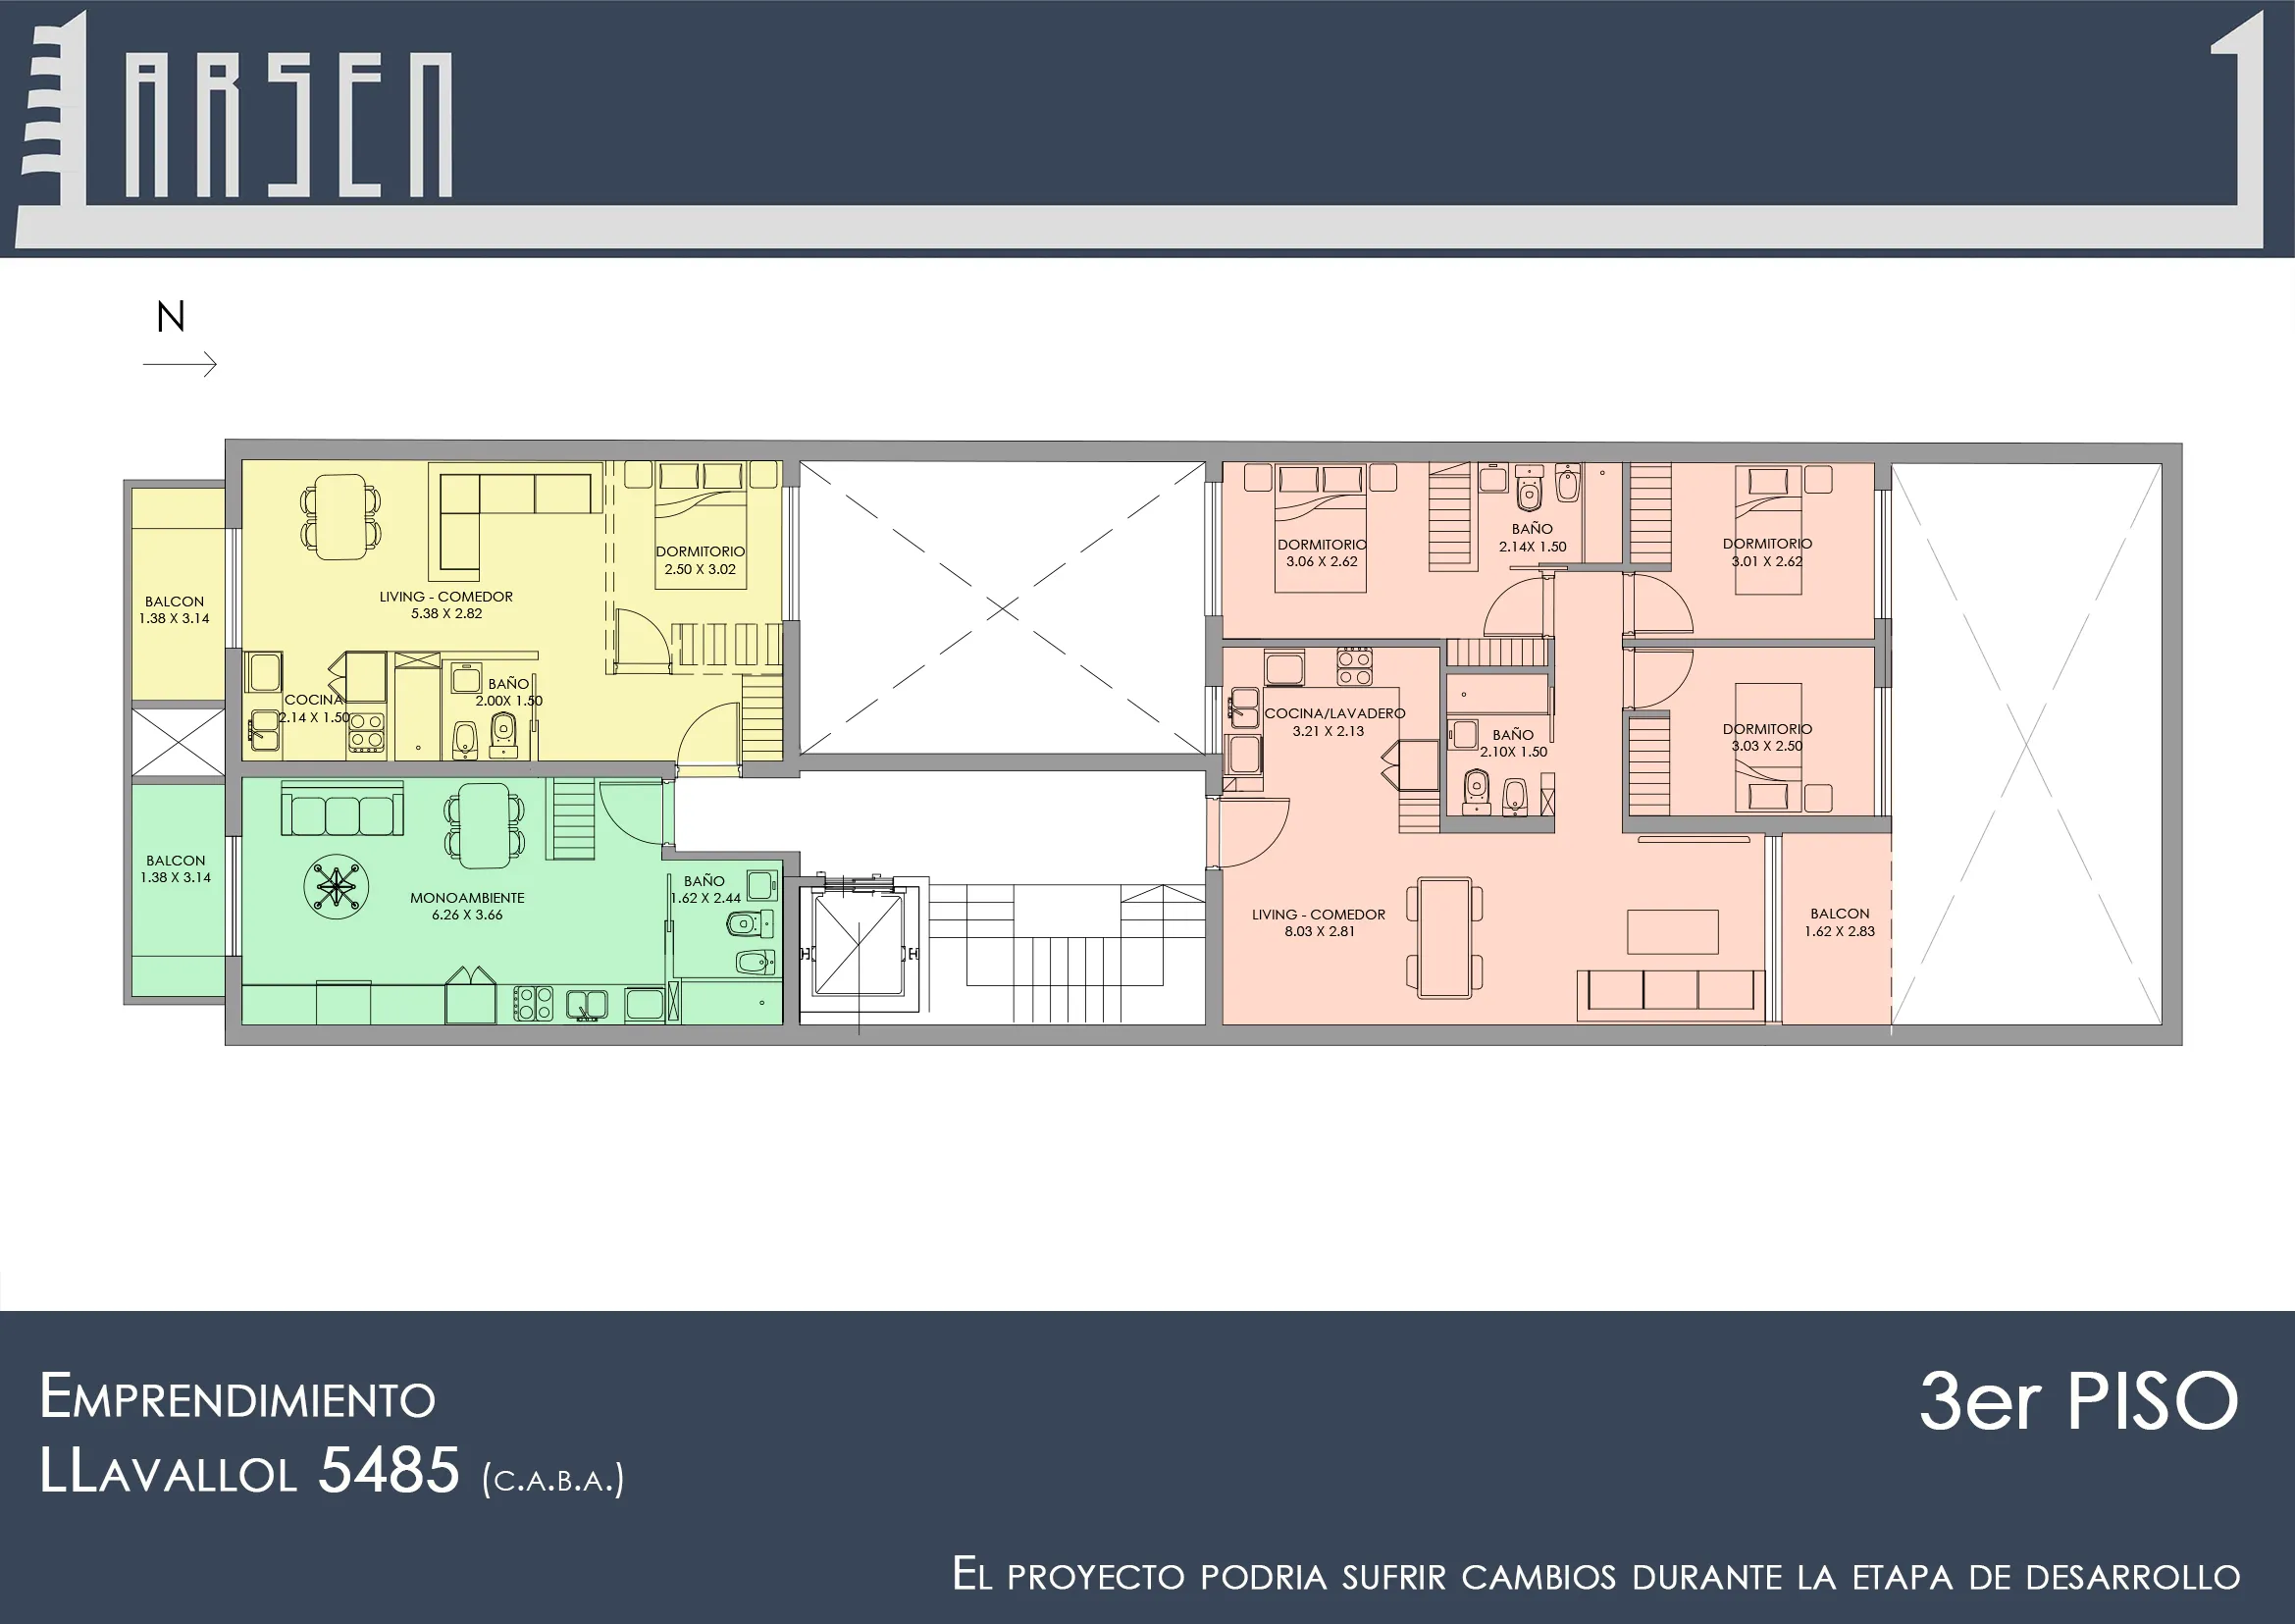 LARSEN
N
DORMITORIO
2.50 X 3.02
LIVING - COMEDOR
5.38 X 2.82
BALCON
1.38 X 3.14
COCINA
2.14 X 1.50
BAÑO
2.00X 1.50
BALCON
1.38 X 3.14
MONOAMBIENTE
6.26 X 3.66
BAÑO
1.62 X 2.44
DORMITORIO
3.06 X 2.62
BAÑO
2.14X 1.50
DORMITORIO
3.01 X 2.62
COCINA/LAVADERO
3.21 X 2.13
BAÑO
2.10X 1.50
DORMITORIO
3.03 X 2.50
LIVING - COMEDOR
8.03 X 2.81
BALCON
1.62 X 2.83
EMPRENDIMIENTO
LLAVALLOL 5485 (C.A.B.A.)
3er PISO
EL PROYECTO PODRIA SUFRIR CAMBIOS DURANTE LA ETAPA DE DESARROLLO